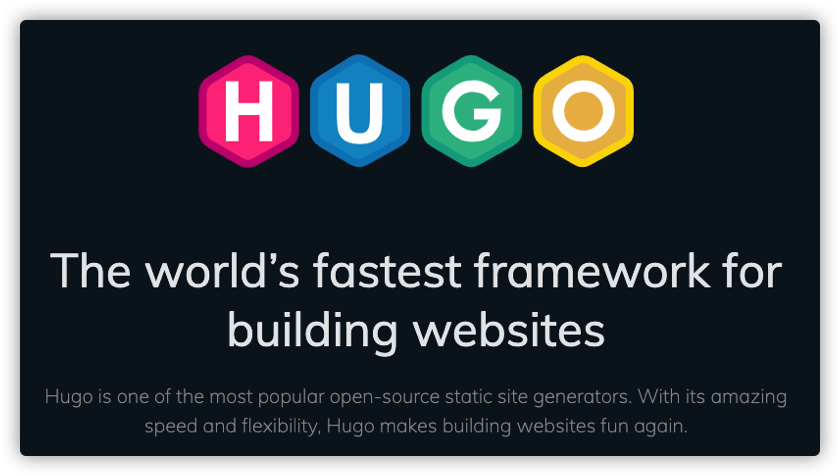 HUGO
The world’s fastest framework for
building websites
Hugo is one of the most popular open-source static site generators. With its amazing
speed and flexibility, Hugo makes building websites fun again.